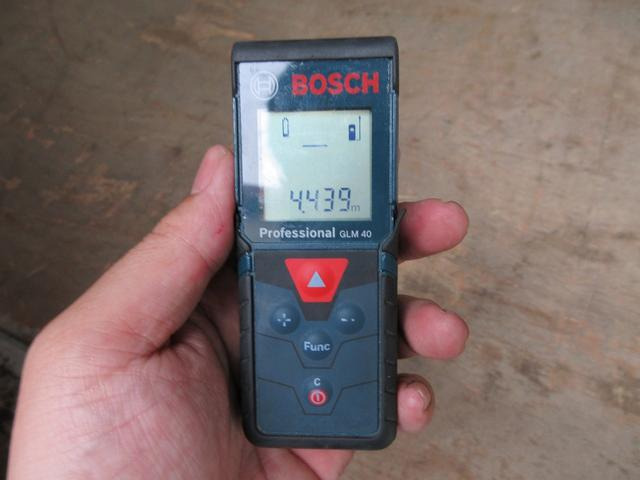 BOSCH
4.439m
Professional GLM 40
Func
C